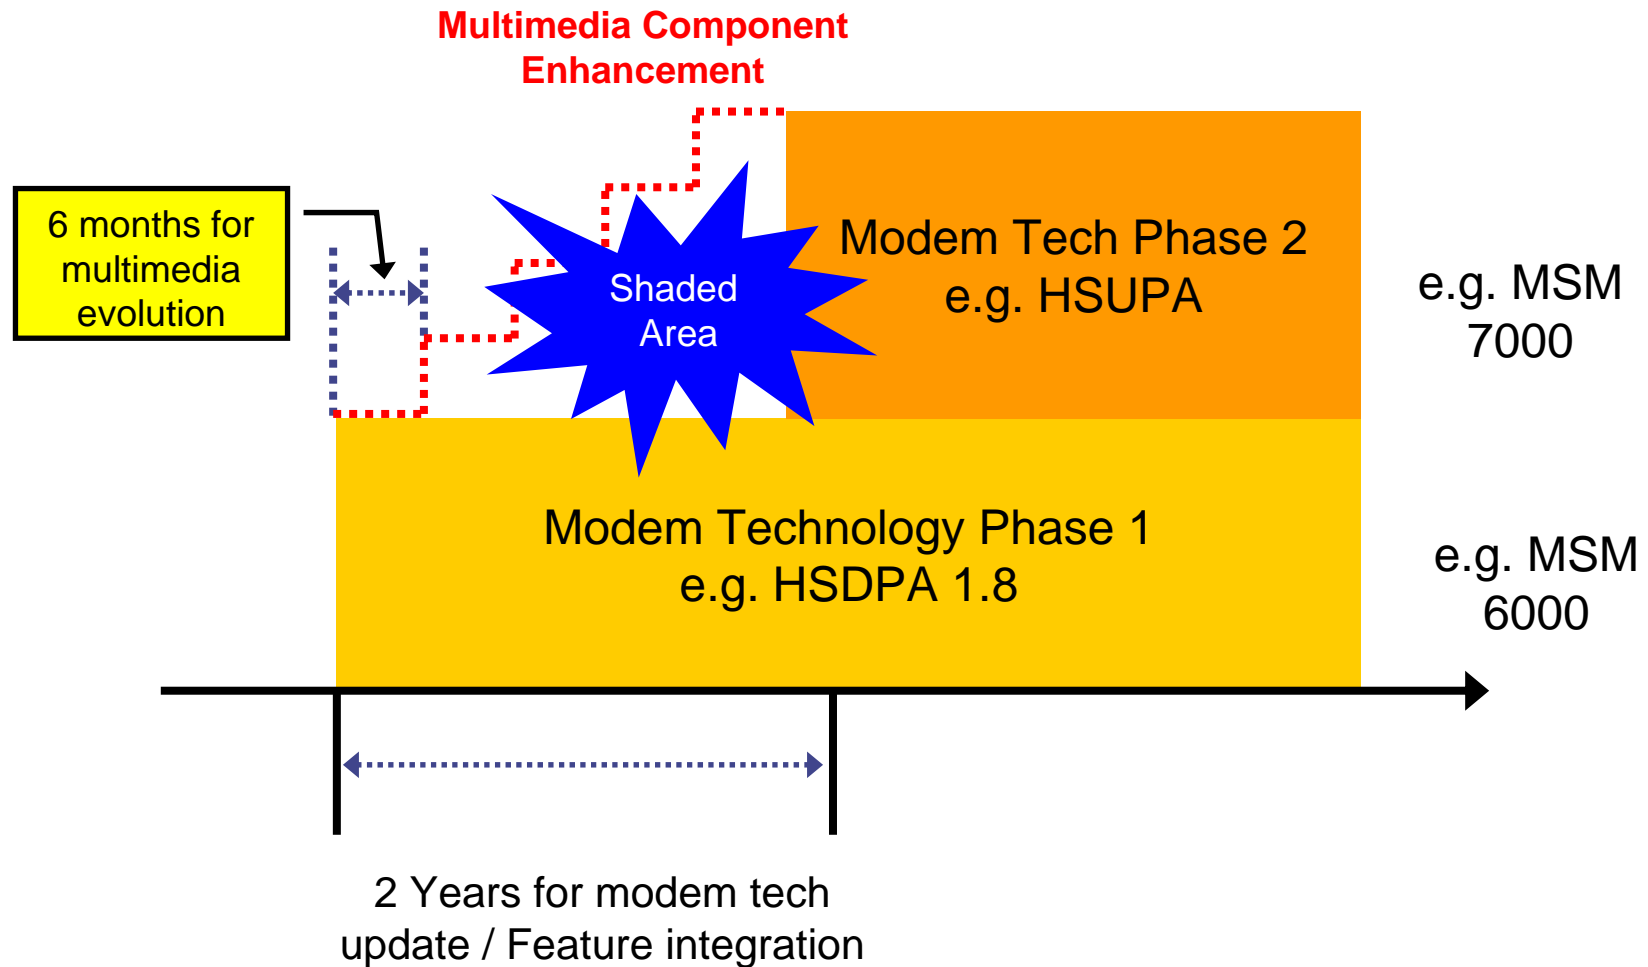 Multimedia Component
Enhancement
6 months for
multimedia
evolution
Shaded
Area
Modem Tech Phase 2
e.g. HSUPA
e.g. MSM
7000
Modem Technology Phase 1
e.g. HSDPA 1.8
e.g. MSM
6000
2 Years for modem tech
update / Feature integration